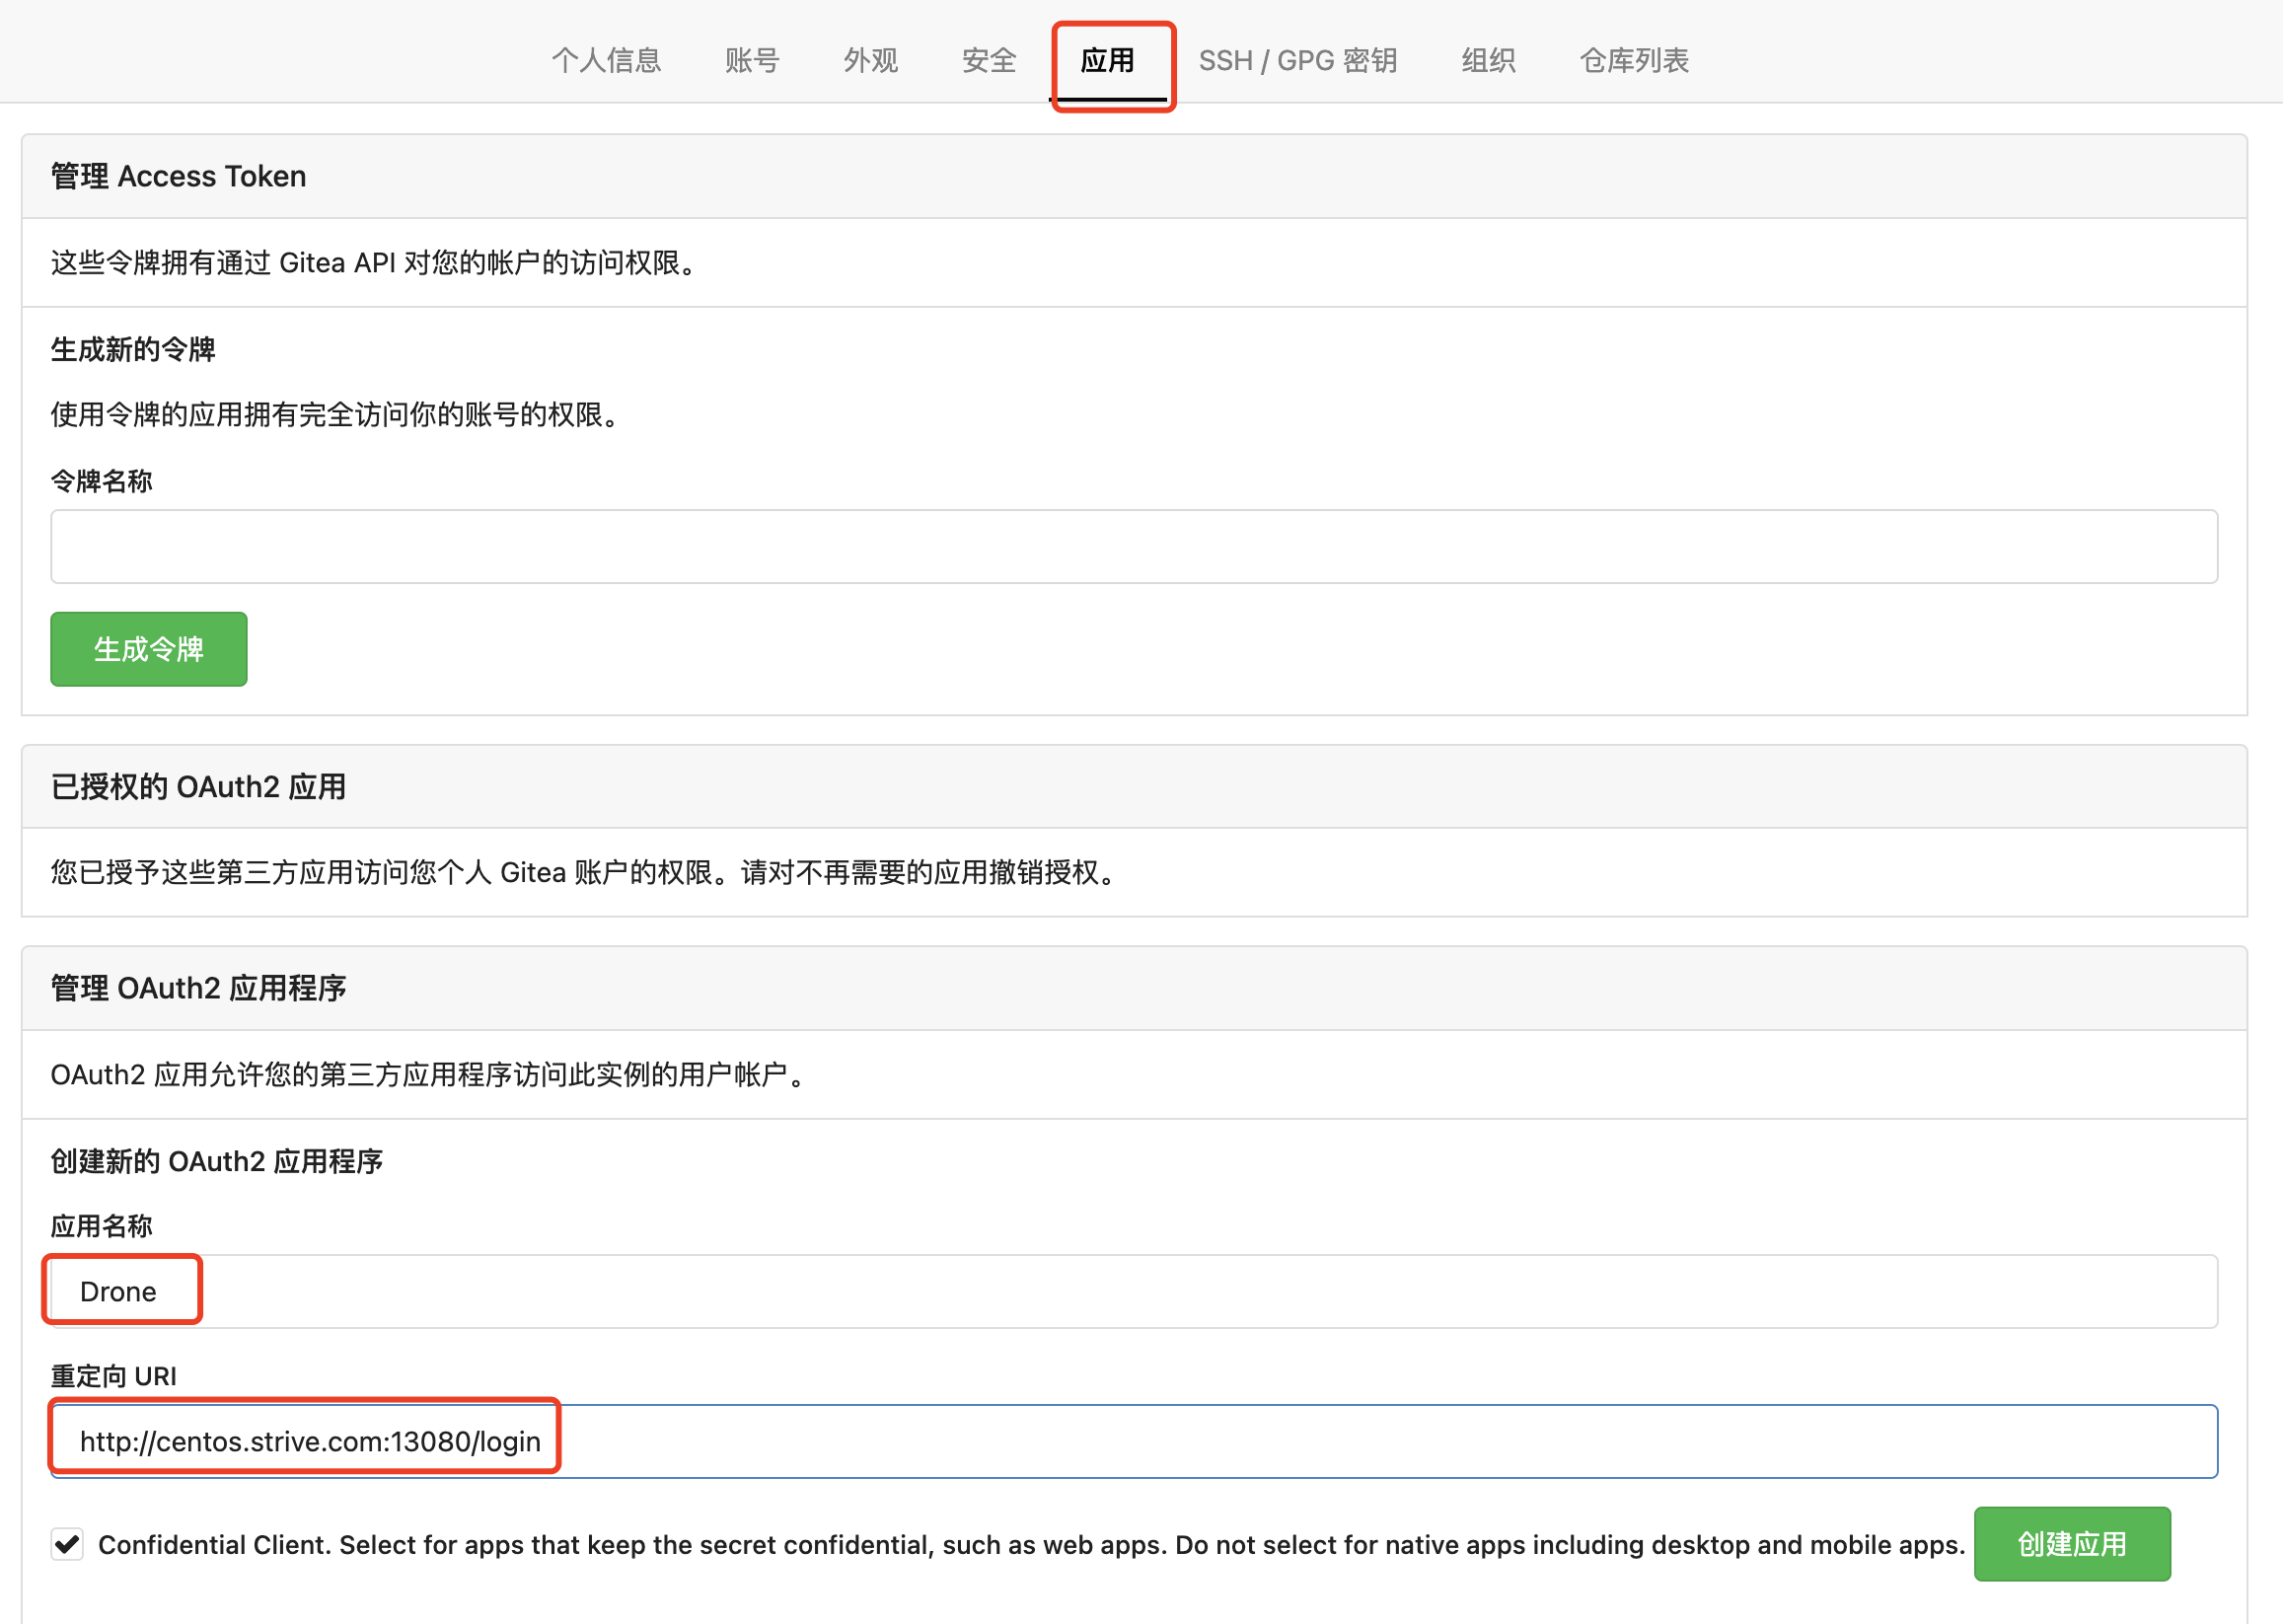 个人信息 账号 外观 安全 应用 SSH / GPG 密钥 组织 仓库列表
管理 Access Token
这些令牌拥有通过 Gitea API 对您的帐户的访问权限。
生成新的令牌
使用令牌的应用拥有完全访问你的账号的权限。
令牌名称
生成令牌
已授权的 OAuth2 应用
您已授予这些第三方应用访问您个人 Gitea 账户的权限。请对不再需要的应用撤销授权。
管理 OAuth2 应用程序
OAuth2 应用允许您的第三方应用程序访问此实例的用户帐户。
创建新的 OAuth2 应用程序
应用名称
Drone
重定向 URI
http://centos.strive.com:13080/login
Confidential Client. Select for apps that keep the secret confidential, such as web apps. Do not select for native apps including desktop and mobile apps. 创建应用